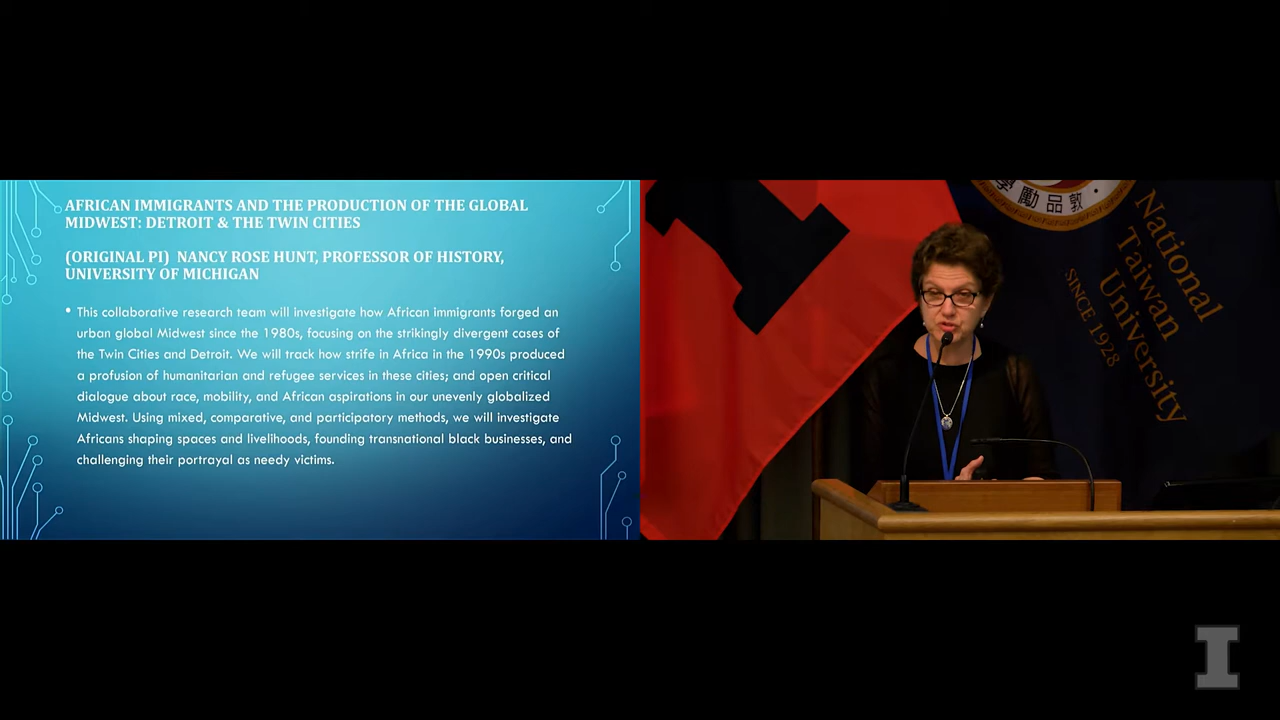 AFRICAN IMMIGRANTS AND THE PRODUCTION OF THE GLOBAL
MIDWEST: DETROIT & THE TWIN CITIES
(ORIGINAL PI)  NANCY ROSE HUNT, PROFESSOR OF HISTORY,
UNIVERSITY OF MICHIGAN
• This collaborative research team will investigate how African immigrants forged an
urban global Midwest since the 1980s, focusing on the strikingly divergent cases of
the Twin Cities and Detroit. We will track how strife in Africa in the 1990s produced
a profusion of humanitarian and refugee services in these cities; and open critical
dialogue about race, mobility, and African aspirations in our unevenly globalized
Midwest. Using mixed, comparative, and participatory methods, we will investigate
Africans shaping spaces and livelihoods, founding transnational black businesses, and
challenging their portrayal as needy victims.
學勵品敦
National
Taiwan
University
SINCE 1928
I